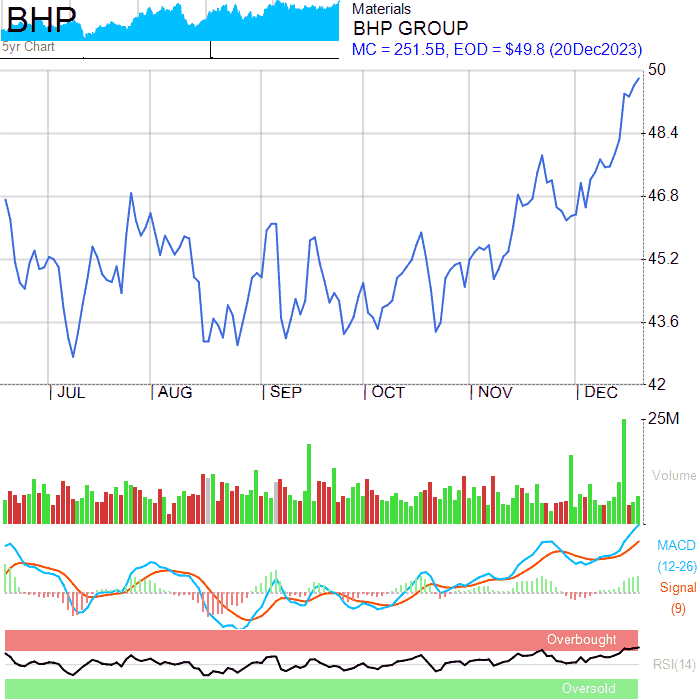 BHP
5yr Chart
Materials
BHP GROUP
MC = 251.5B, EOD = $49.8 (20Dec2023)
50
48.4
46.8
45.2
43.6
42
JUL AUG SEP OCT NOV DEC
25M
Volume
MACD
(12-26)
Signal
(9)
Overbought
RSI(14)
Oversold